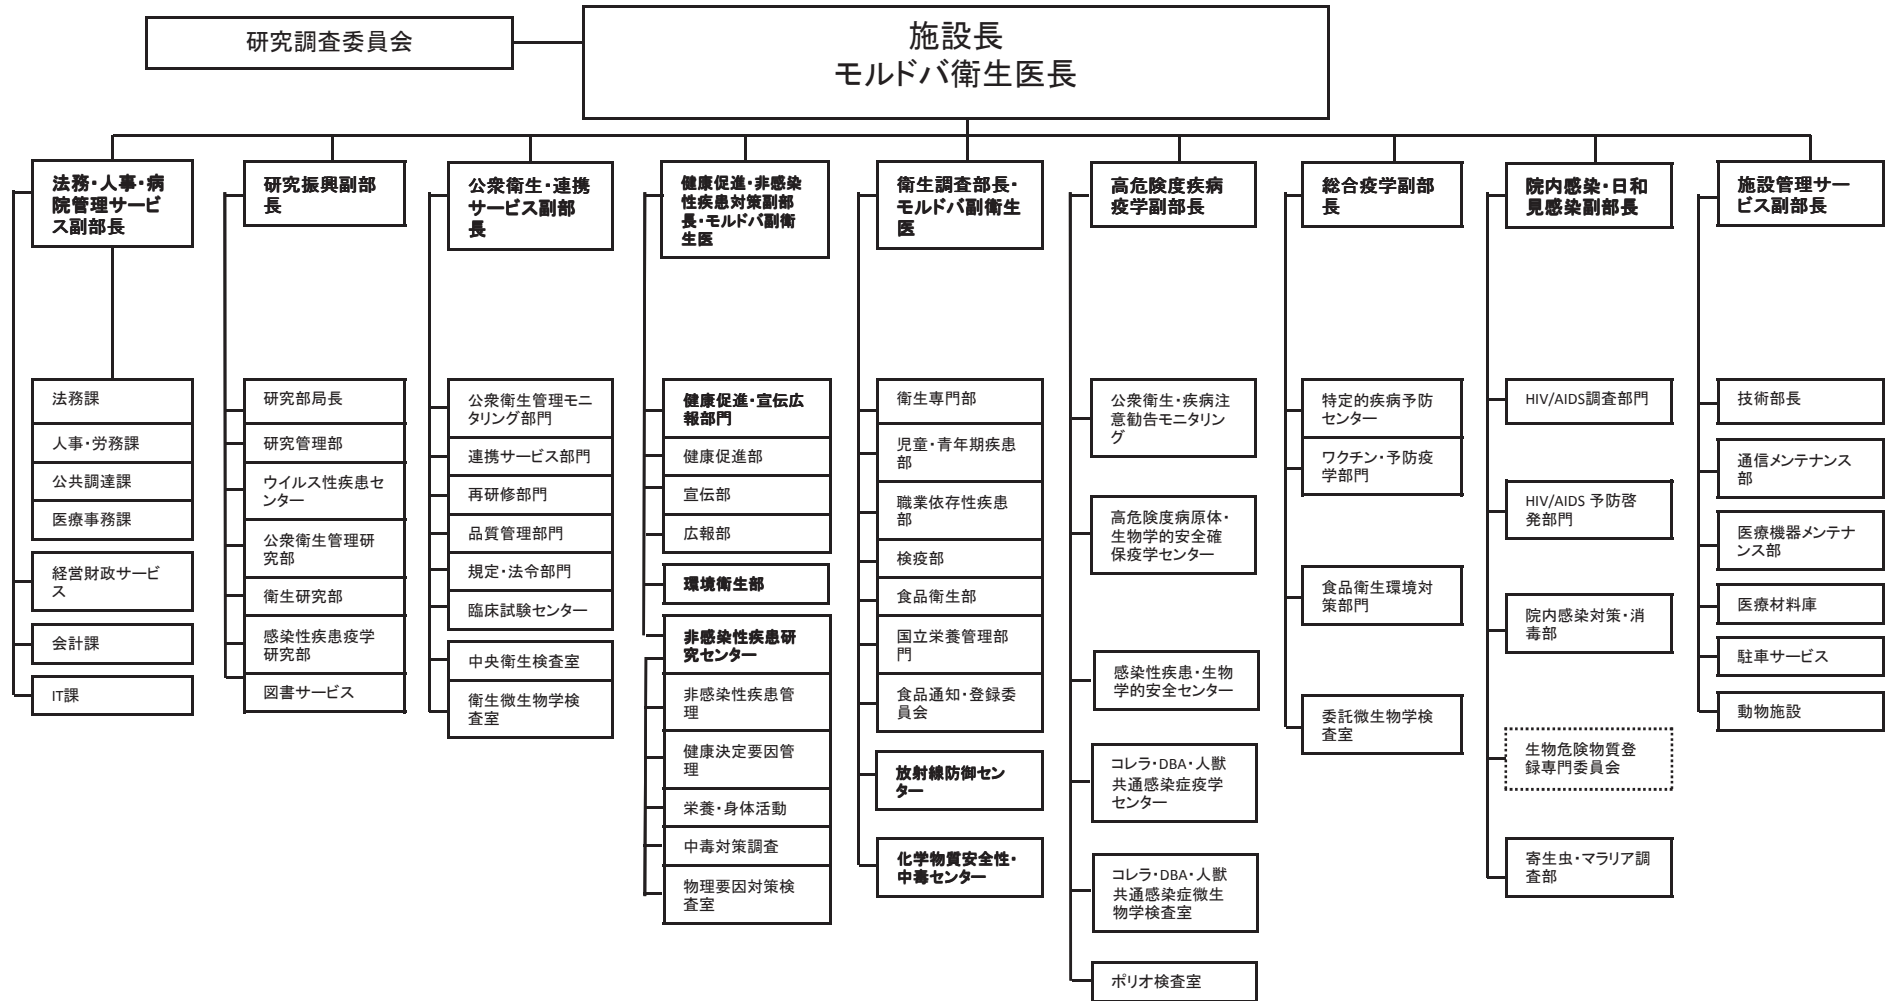 研究調査委員会
施設長
モルドバ衛生医長
法務・人事・病
院管理サービ
ス副部長
法務課
人事・労務課
公共調達課
医療事務課
経営財政サービ
ス
会計課
IT課
研究振興副部
長
研究部局長
研究管理部
ウイルス性疾患セ
ンター
公衆衛生管理研
究部
衛生研究部
感染性疾患疫学
研究部
図書サービス
公衆衛生・連携
サービス副部
長
公衆衛生管理モニ
タリング部門
連携サービス部門
再研修部門
品質管理部門
規定・法令部門
臨床試験センター
中央衛生検査室
衛生微生物学検
査室
健康促進・非感染
性疾患対策副部
長・モルドバ副衛
生医
健康促進・宣伝広
報部門
健康促進部
宣伝部
広報部
環境衛生部
非感染性疾患研
究センター
非感染性疾患管
理
健康決定要因管
理
栄養・身体活動
中毒対策調査
物理要因対策検
査室
衛生調査部長・
モルドバ副衛生
医
衛生専門部
児童・青年期疾患
部
職業依存性疾患
部
検疫部
食品衛生部
国立栄養管理部
門
食品通知・登録委
員会
放射線防御セン
ター
化学物質安全性・
中毒センター
高危険度疾病
疫学副部長
公衆衛生・疾病注
意勧告モニタリン
グ
高危険度病原体・
生物学的安全確
保疫学センター
感染性疾患・生物
学的安全センター
コレラ・DBA・人獣
共通感染症疫学
センター
コレラ・DBA・人獣
共通感染症微生
物学検査室
ポリオ検査室
総合疫学副部
長
特定的疾病予防
センター
ワクチン・予防疫
学部門
食品衛生環境対
策部門
委託微生物学検
査室
院内感染・日和
見感染副部長
HIV/AIDS調査部門
HIV/AIDS 予防啓
発部門
院内感染対策・消
毒部
生物危険物質登
録専門委員会
寄生虫・マラリア調
査部
施設管理サー
ビス副部長
技術部長
通信メンテナンス
部
医療機器メンテナ
ンス部
医療材料庫
駐車サービス
動物施設